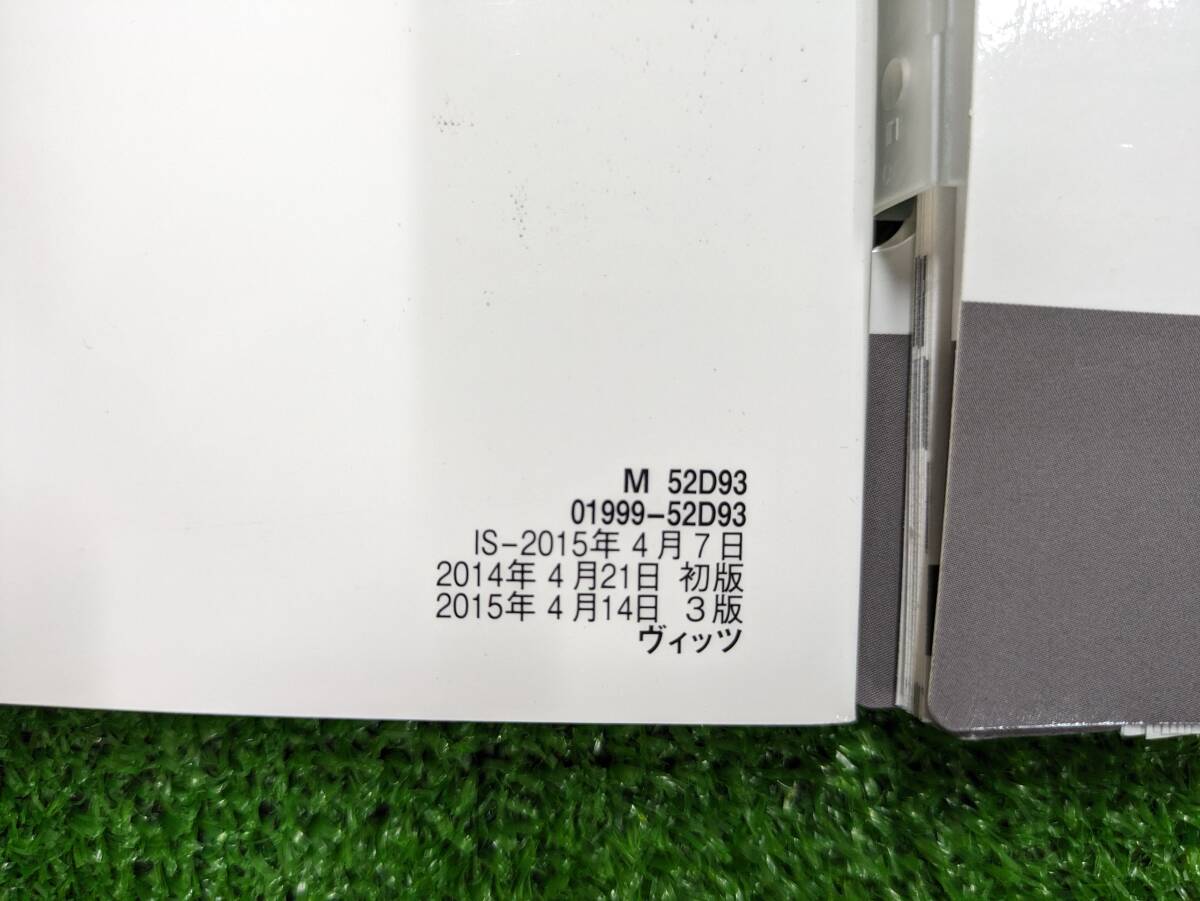 M 52D93
01999-52D93
IS-2015年4月7日
2014年4月21日 初版
2015年4月14日 3版
ヴィッツ